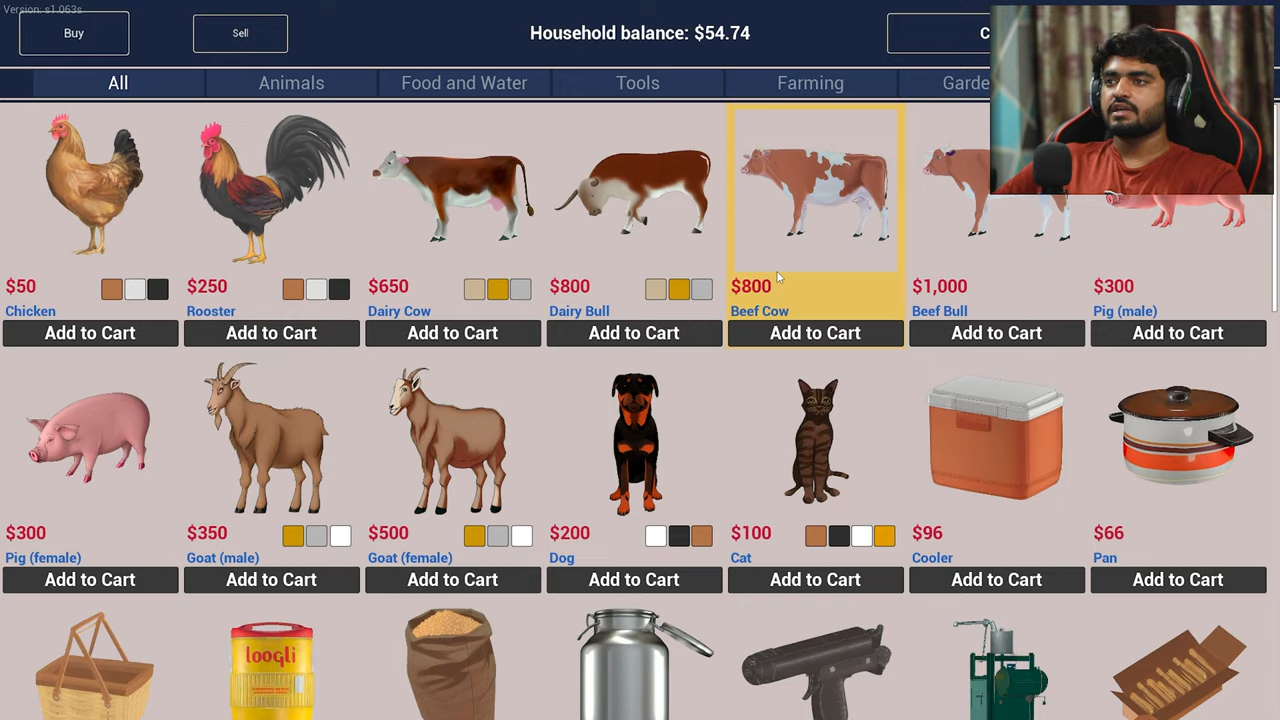 Version: s1.063s
Buy
Sell
Household balance: $54.74
C
All
Animals
Food and Water
Tools
Farming
Garde
$50
$250
$650
$800
$800
$1,000
$300
Chicken
Rooster
Dairy Cow
Dairy Bull
Beef Cow
Beef Bull
Pig (male)
Add to Cart
Add to Cart
Add to Cart
Add to Cart
Add to Cart
Add to Cart
Add to Cart
$300
$350
$500
$200
$100
$96
$66
Pig (female)
Goat (male)
Goat (female)
Dog
Cat
Cooler
Pan
Add to Cart
Add to Cart
Add to Cart
Add to Cart
Add to Cart
Add to Cart
Add to Cart
loogli